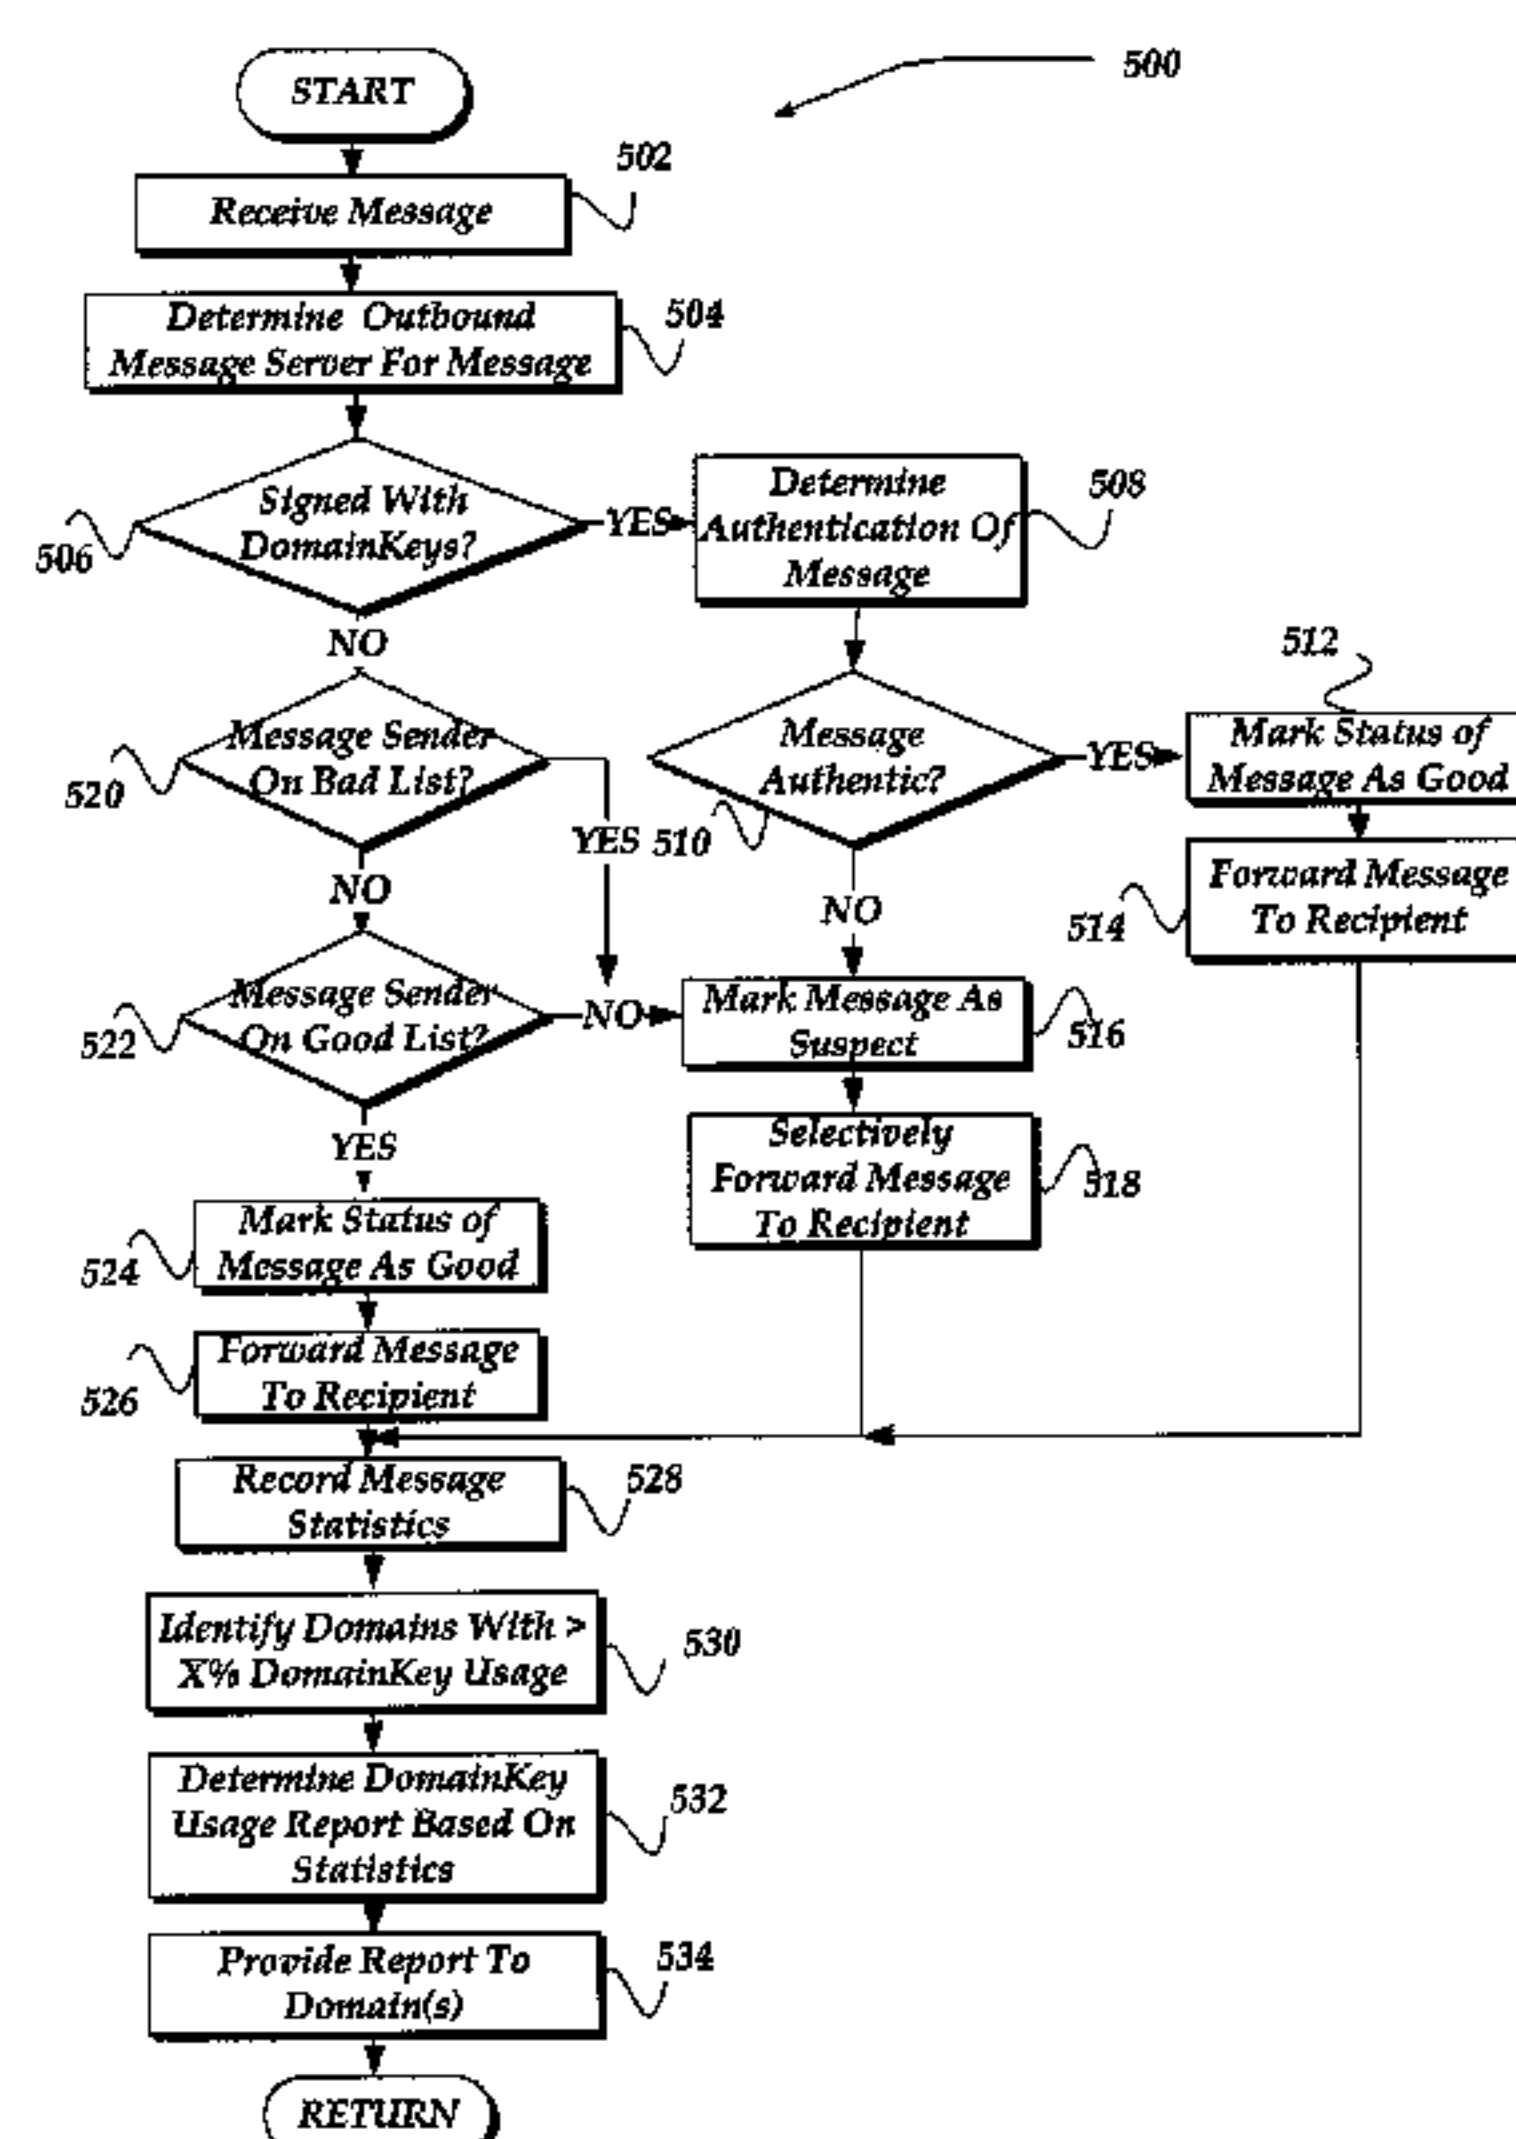 START
500
502
Receive Message
Determine Outbound
Message Server For Message
504
Signed With
DomainKeys?
506
YES
Determine
Authentication Of
Message
508
NO
Message Sender
On Bad List?
520
YES
Message
Authentic?
510
YES
512
Mark Status of
Message As Good
Forward Message
To Recipient
514
NO
NO
Message Sender
On Good List?
522
NO
Mark Message As
Suspect
516
Selectively
Forward Message
To Recipient
518
YES
Mark Status of
Message As Good
524
Forward Message
To Recipient
526
Record Message
Statistics
528
Identify Domains With >
X% DomainKey Usage
530
Determine DomainKey
Usage Report Based On
Statistics
532
Provide Report To
Domain(s)
534
RETURN